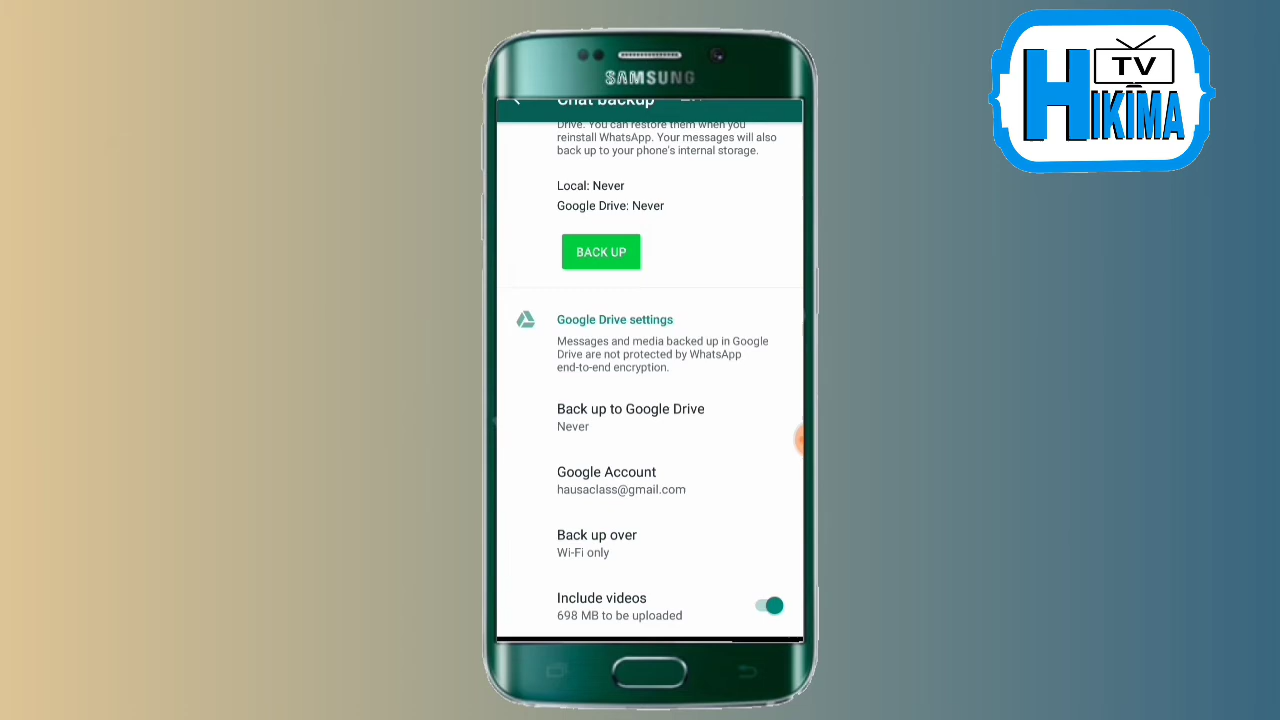 SAMSUNG
TV
HIKIMA
Chat backup
Drive. You can restore them when you
reinstall WhatsApp. Your messages will also
back up to your phone's internal storage.
Local: Never
Google Drive: Never
BACK UP
Google Drive settings
Messages and media backed up in Google
Drive are not protected by WhatsApp
end-to-end encryption.
Back up to Google Drive
Never
Google Account
hausaclass@gmail.com
Back up over
Wi-Fi only
Include videos
698 MB to be uploaded